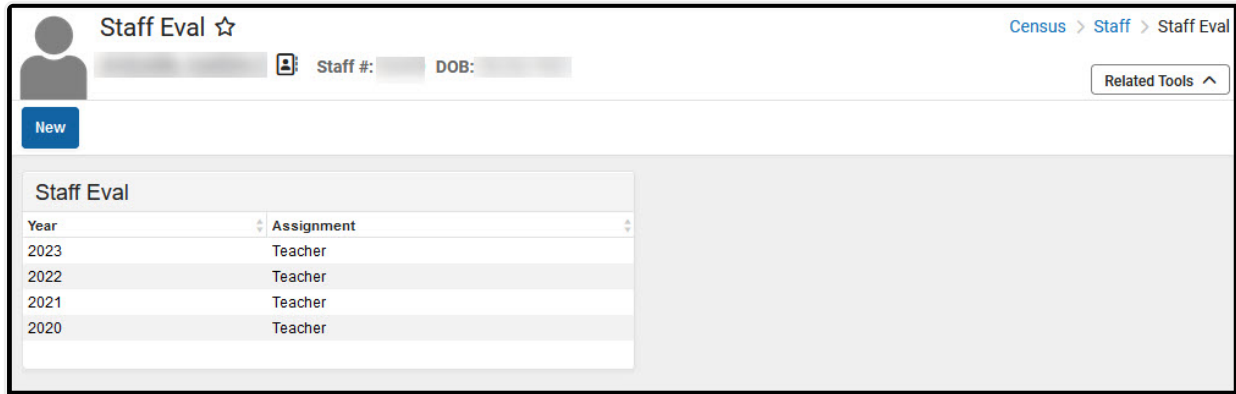 Staff Eval
Census > Staff > Staff Eval
Staff #: DOB:
Related Tools
New
Staff Eval
Year Assignment
2023 Teacher
2022 Teacher
2021 Teacher
2020 Teacher